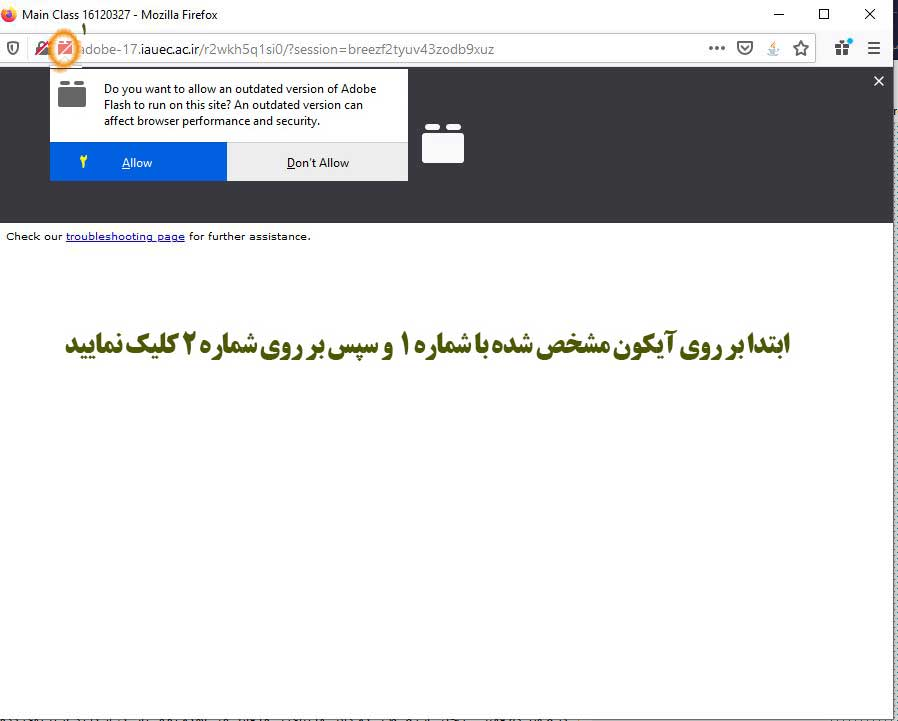 Main Class 16120327 - Mozilla Firefox
۱
adobe-17.iauec.ac.ir/r2wkh5q1si0/?session=breezf2tyuv43zodb9xuz
Do you want to allow an outdated version of Adobe
Flash to run on this site? An outdated version can
affect browser performance and security.
۲ Allow
Don't Allow
Check our troubleshooting page for further assistance.
ابتدا بر روی آیکون مشخص شده با شماره ۱ و سپس بر روی شماره ۲ کلیک نمایید